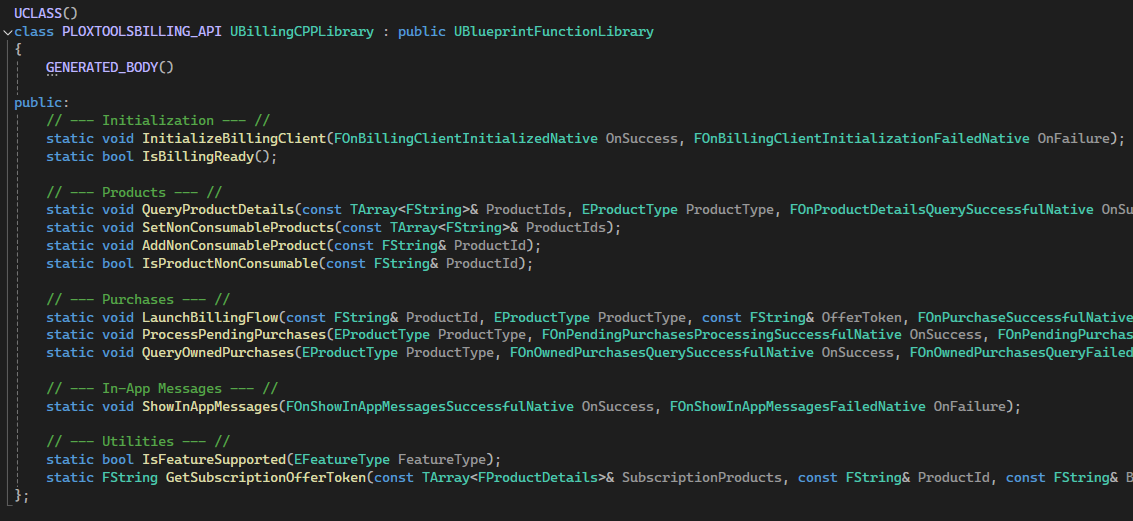 UCLASS()
class PLOXTOOLSBILLING_API UBillingCPPLibrary : public UBlueprintFunctionLibrary
{
    GENERATED_BODY()
public:
    // --- Initialization --- //
    static void InitializeBillingClient(FOnBillingClientInitializedNative OnSuccess, FOnBillingClientInitializationFailedNative OnFailure);
    static bool IsBillingReady();
    // --- Products --- //
    static void QueryProductDetails(const TArray<FString>& ProductIds, EProductType ProductType, FOnProductDetailsQuerySuccessfulNative OnSu
    static void SetNonConsumableProducts(const TArray<FString>& ProductIds);
    static void AddNonConsumableProduct(const FString& ProductId);
    static bool IsProductNonConsumable(const FString& ProductId);
    // --- Purchases --- //
    static void LaunchBillingFlow(const FString& ProductId, EProductType ProductType, const FString& OfferToken, FOnPurchaseSuccessfulNative
    static void ProcessPendingPurchases(EProductType ProductType, FOnPendingPurchasesProcessingSuccessfulNative OnSuccess, FOnPendingPurchas
    static void QueryOwnedPurchases(EProductType ProductType, FOnOwnedPurchasesQuerySuccessfulNative OnSuccess, FOnOwnedPurchasesQueryFailed
    // --- In-App Messages --- //
    static void ShowInAppMessages(FOnShowInAppMessagesSuccessfulNative OnSuccess, FOnShowInAppMessagesFailedNative OnFailure);
    // --- Utilities --- //
    static bool IsFeatureSupported(EFeatureType FeatureType);
    static FString GetSubscriptionOfferToken(const TArray<FProductDetails>& SubscriptionProducts, const FString& ProductId, const FString& B
};